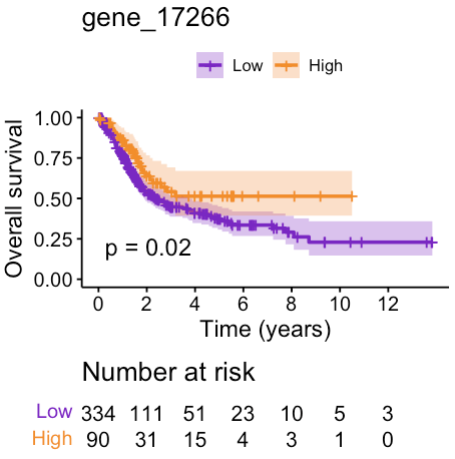 gene_17266
Low High
Overall survival
1.00
0.75
0.50
0.25
0.00
p = 0.02
0 2 4 6 8 10 12
Time (years)
Number at risk
Low 334 111 51 23 10 5 3
High 90 31 15 4 3 1 0